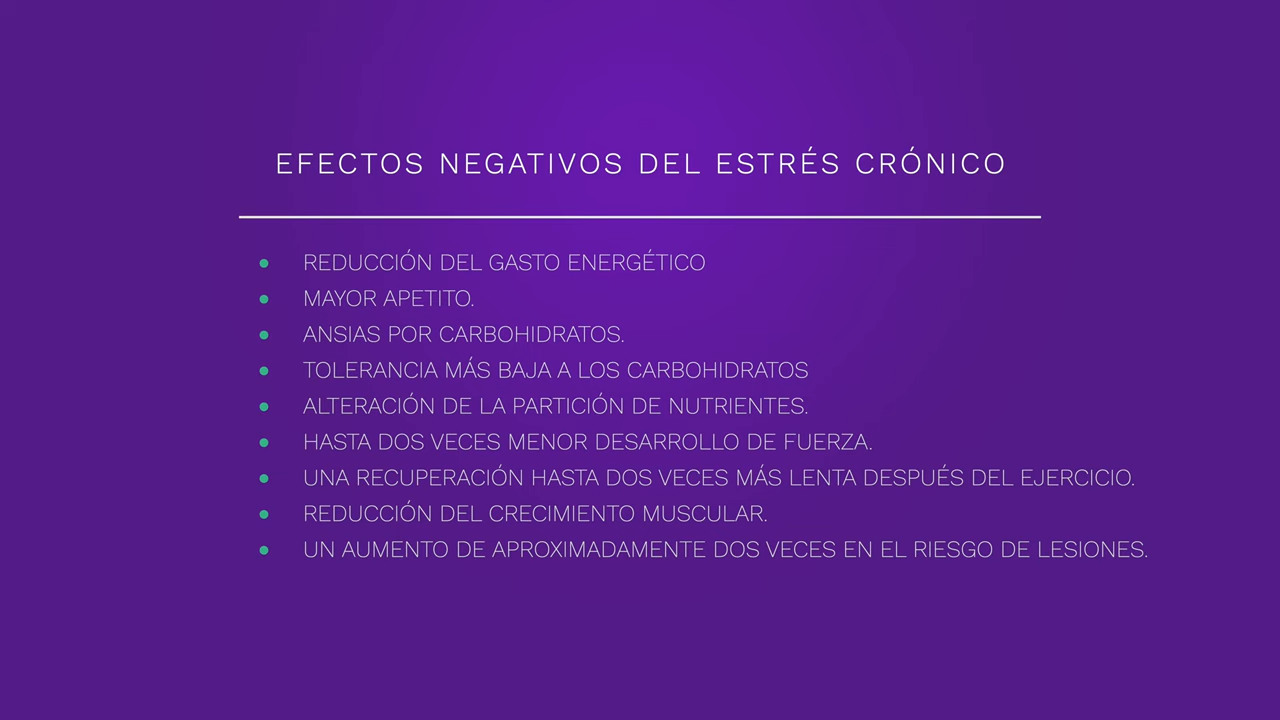 EFECTOS NEGATIVOS DEL ESTRÉS CRÓNICO
• REDUCCIÓN DEL GASTO ENERGÉTICO
• MAYOR APETITO.
• ANSIAS POR CARBOHIDRATOS.
• TOLERANCIA MÁS BAJA A LOS CARBOHIDRATOS
• ALTERACIÓN DE LA PARTICIÓN DE NUTRIENTES.
• HASTA DOS VECES MENOR DESARROLLO DE FUERZA.
• UNA RECUPERACIÓN HASTA DOS VECES MÁS LENTA DESPUÉS DEL EJERCICIO.
• REDUCCIÓN DEL CRECIMIENTO MUSCULAR.
• UN AUMENTO DE APROXIMADAMENTE DOS VECES EN EL RIESGO DE LESIONES.